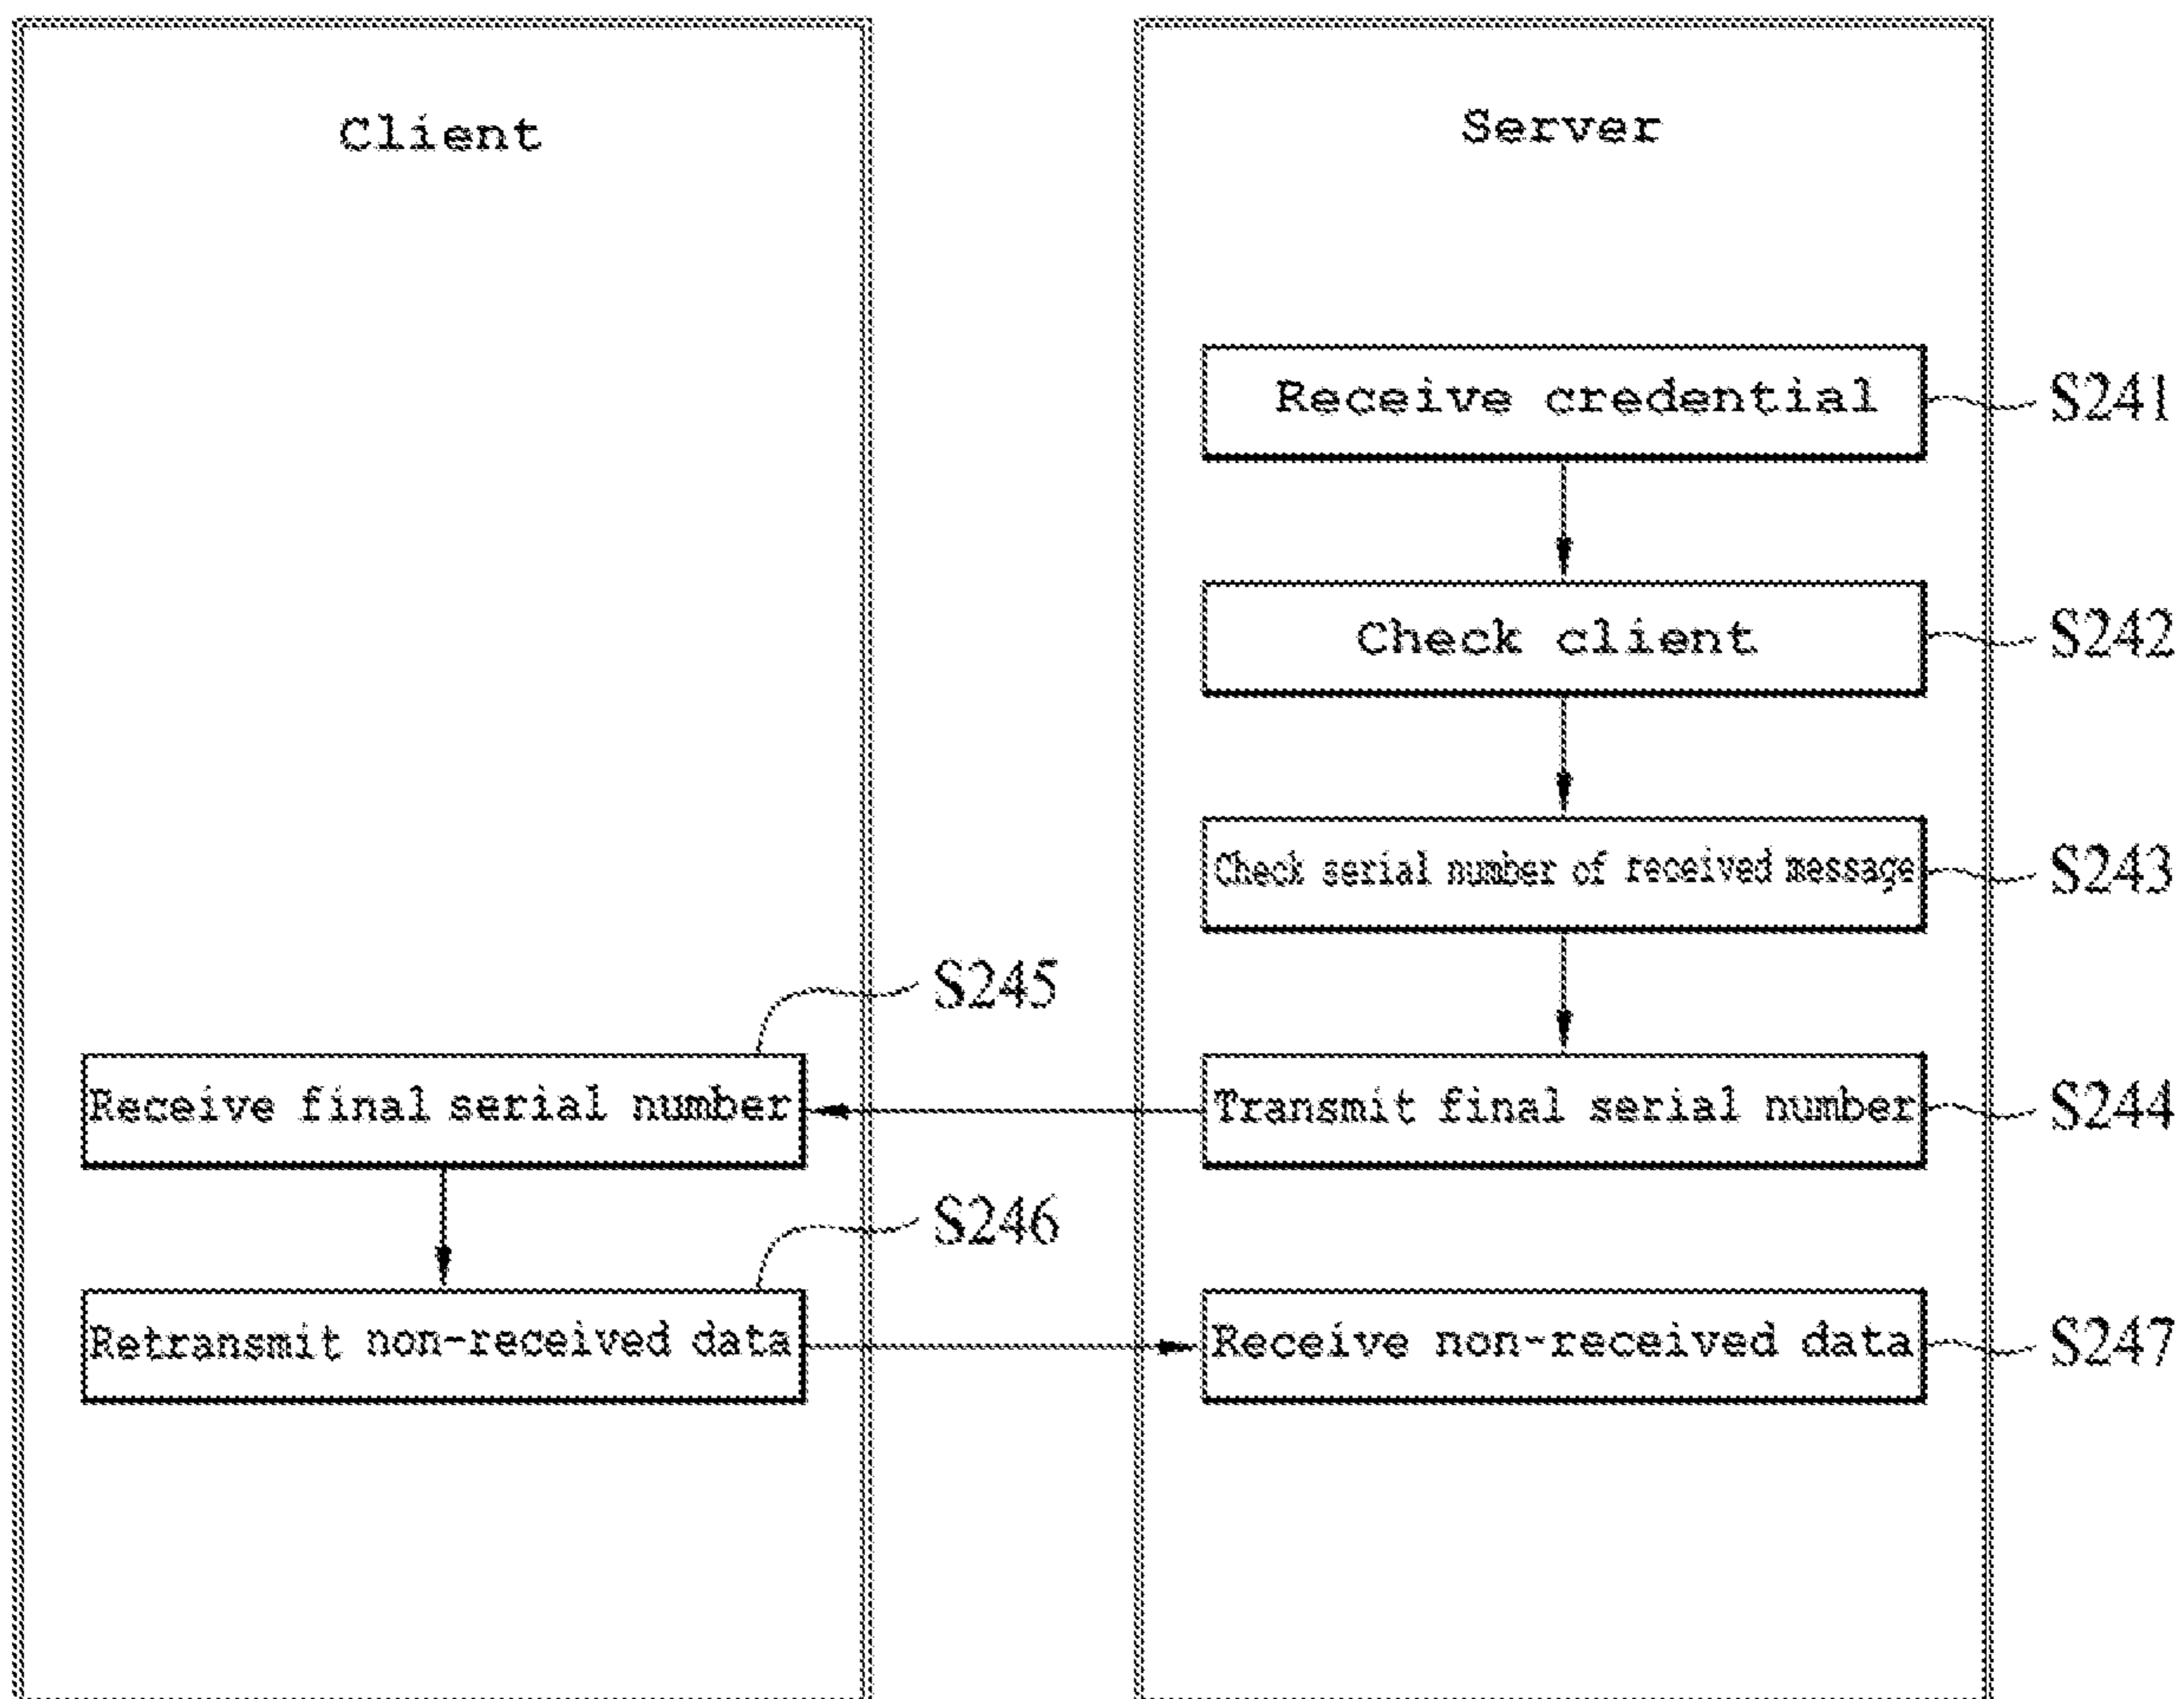 Client
Server
Receive credential
S241
Check client
S242
Check serial number of received message
S243
S245
Receive final serial number
Transmit final serial number
S244
S246
Retransmit non-received data
Receive non-received data
S247